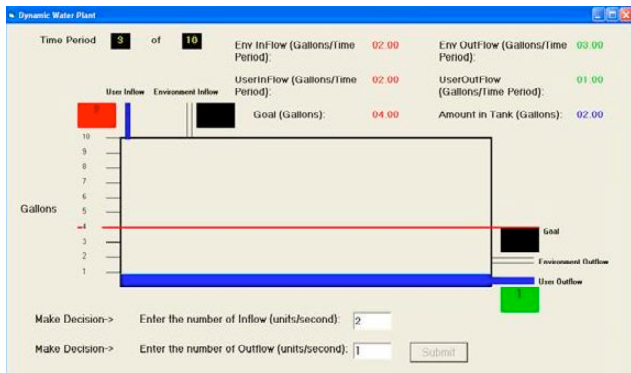 Dynamic Water Plant
Time Period 3 of 10
Env InFlow (Gallons/Time Period): 02.00
Env OutFlow (Gallons/Time Period): 03.00
UserInFlow (Gallons/Time Period): 02.00
UserOutFlow (Gallons/Time Period): 01.00
Goal (Gallons): 04.00
Amount in Tank (Gallons): 02.00
User Inflow Environment Inflow
10
9
8
7
6
Gallons
5
4
3
2
1
Goal
Environment Outflow
User Outflow
1
Make Decision-> Enter the number of Inflow (units/second): 2
Make Decision-> Enter the number of Outflow (units/second): 1
Submit